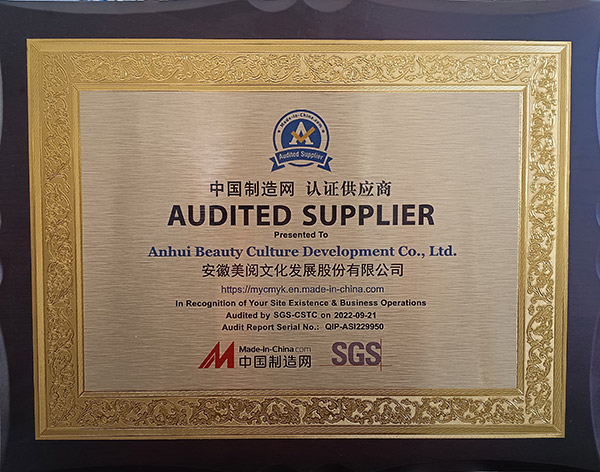 Made-in-China.com
A
Audited Supplier
中国制造网 认证供应商
AUDITED SUPPLIER
Presented To
Anhui Beauty Culture Development Co., Ltd.
安徽美阅文化发展股份有限公司
https://mycmyk.en.made-in-china.com
In Recognition of Your Site Existence & Business Operations
Audited by SGS-CSTC on 2022-09-21
Audit Report Serial No.: QIP-ASI229950
Made-in-China.com
中国制造网
SGS